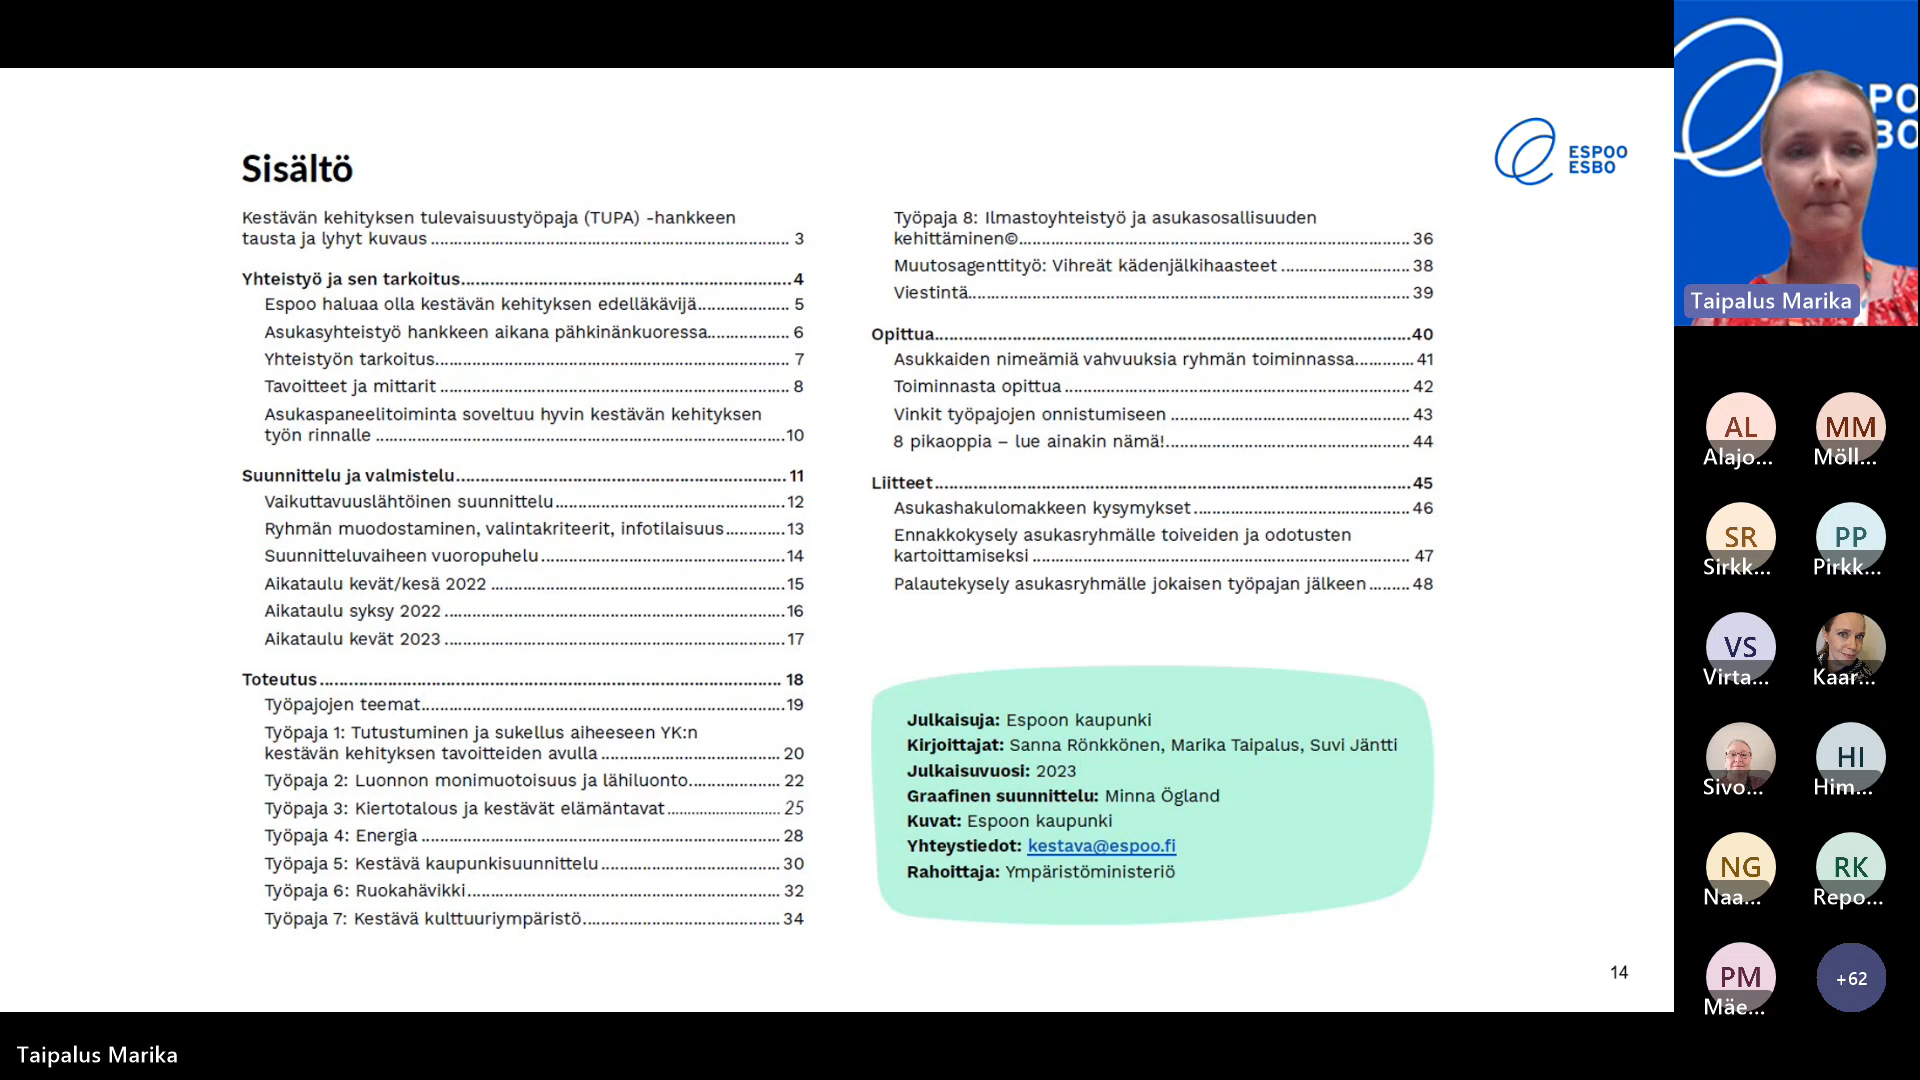 Sisältö
Kestävän kehityksen tulevaisuustyöpaja (TUPA) -hankkeen
tausta ja lyhyt kuvaus ........ 3
Yhteistyö ja sen tarkoitus ........ 4
Espoo haluaa olla kestävän kehityksen edelläkävijä ........ 5
Asukasyhteistyö hankkeen aikana pähkinänkuoressa ........ 6
Yhteistyön tarkoitus ........ 7
Tavoitteet ja mittarit ........ 8
Asukaspaneelitoiminta soveltuu hyvin kestävän kehityksen
työn rinnalle ........ 10
Suunnittelu ja valmistelu ........ 11
Vaikuttavuuslähtöinen suunnittelu ........ 12
Ryhmän muodostaminen, valintakriteerit, infotilaisuus ........ 13
Suunnitteluvaiheen vuoropuhelu ........ 14
Aikataulu kevät/kesä 2022 ........ 15
Aikataulu syksy 2022 ........ 16
Aikataulu kevät 2023 ........ 17
Toteutus ........ 18
Työpajojen teemat ........ 19
Työpaja 1: Tutustuminen ja sukellus aiheeseen YK:n
kestävän kehityksen tavoitteiden avulla ........ 20
Työpaja 2: Luonnon monimuotoisuus ja lähiluonto ........ 22
Työpaja 3: Kiertotalous ja kestävät elämäntavat ........ 25
Työpaja 4: Energia ........ 28
Työpaja 5: Kestävä kaupunkisuunnittelu ........ 30
Työpaja 6: Ruokahävikki ........ 32
Työpaja 7: Kestävä kulttuuriympäristö ........ 34
Työpaja 8: Ilmastoyhteistyö ja asukasosallisuuden
kehittäminen© ........ 36
Muutosagenttityö: Vihreät kädenjälkihaasteet ........ 38
Viestintä ........ 39
Opittua ........ 40
Asukkaiden nimeämiä vahvuuksia ryhmän toiminnassa ........ 41
Toiminnasta opittua ........ 42
Vinkit työpajojen onnistumiseen ........ 43
8 pikaoppia – lue ainakin nämä! ........ 44
Liitteet ........ 45
Asukashakulomakkeen kysymykset ........ 46
Ennakkokysely asukasryhmälle toiveiden ja odotusten
kartoittamiseksi ........ 47
Palautekysely asukasryhmälle jokaisen työpajan jälkeen ........ 48
Julkaisuja: Espoon kaupunki
Kirjoittajat: Sanna Rönkkönen, Marika Taipalus, Suvi Jäntti
Julkaisuvuosi: 2023
Graafinen suunnittelu: Minna Ögland
Kuvat: Espoon kaupunki
Yhteystiedot: kestava@espoo.fi
Rahoittaja: Ympäristöministeriö
14
ESPOO
ESBO
PO
BO
Taipalus Marika
AL
Alajo...
MM
Möll...
SR
Sirkk...
PP
Pirkk...
VS
Virta...
Kaar...
Sivo...
HI
Him...
NG
Naa...
RK
Repo...
PM
Mäe...
+62
Taipalus Marika